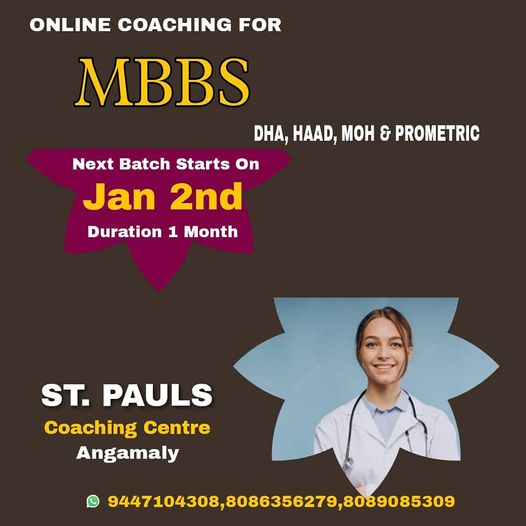 ONLINE COACHING FOR
MBBS
DHA, HAAD, MOH & PROMETRIC
Next Batch Starts On
Jan 2nd
Duration 1 Month
ST. PAULS
Coaching Centre
Angamaly
9447104308,8086356279,8089085309